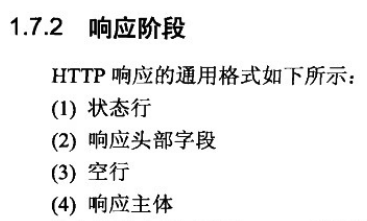 1.7.2 响应阶段
HTTP 响应的通用格式如下所示：
(1) 状态行
(2) 响应头部字段
(3) 空行
(4) 响应主体